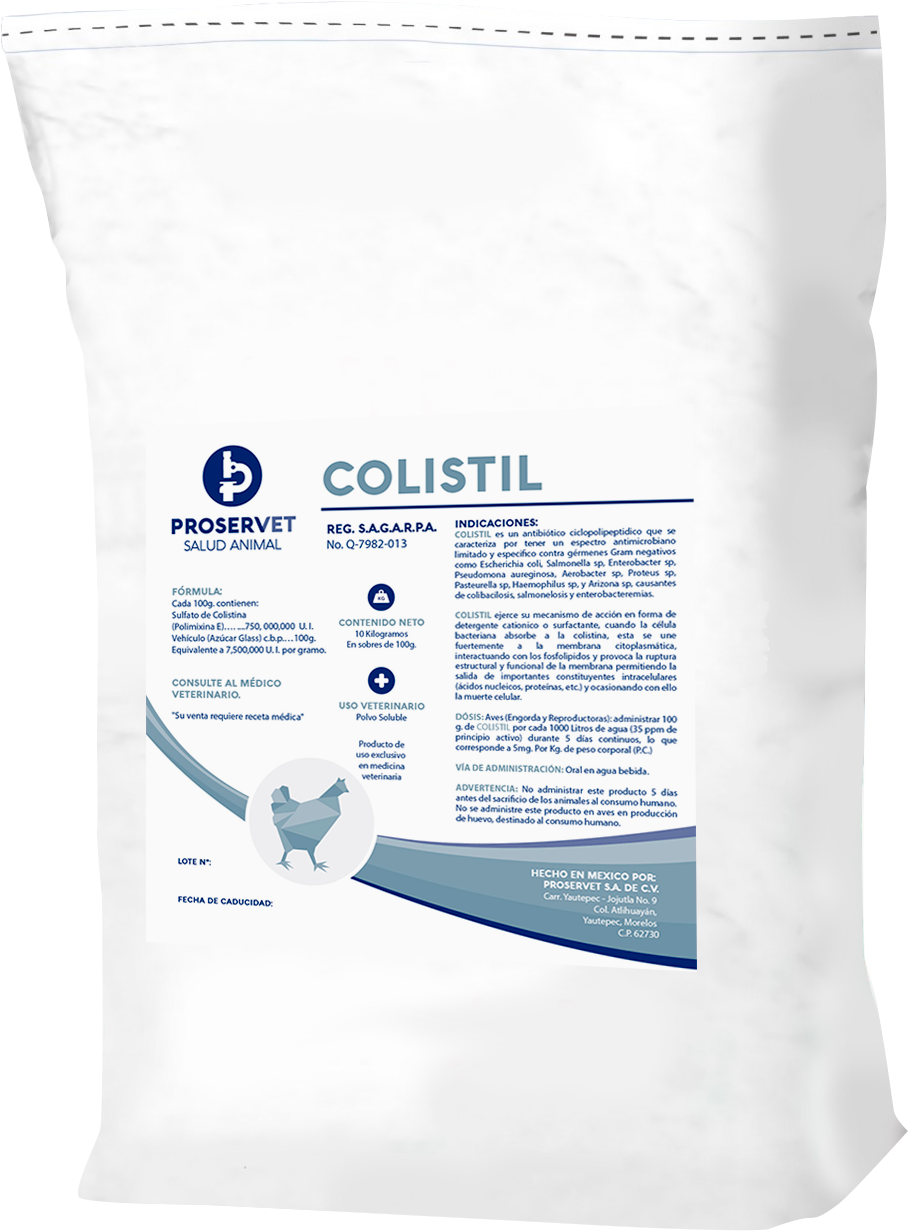 PROSERVET
SALUD ANIMAL
COLISTIL
REG. S.A.G.A.R.P.A.
No. Q-7982-013
FÓRMULA:
Cada 100g. contienen:
Sulfato de Colistina
(Polimixina E)…. ....750, 000,000 U. I.
Vehículo (Azúcar Glass) c.b.p.…100g.
Equivalente a 7,500,000 U. I. por gramo.
CONSULTE AL MÉDICO
VETERINARIO.
"Su venta requiere receta médica"
KG
CONTENIDO NETO
10 Kilogramos
En sobres de 100g.
USO VETERINARIO
Polvo Soluble
Producto de
uso exclusivo
en medicina
veterinaria
INDICACIONES:
COLISTIL es un antibiótico ciclopolipeptidico que se
caracteriza por tener un espectro antimicrobiano
limitado y especifico contra gérmenes Gram negativos
como Escherichia coli, Salmonella sp, Enterobacter sp,
Pseudomona aureginosa, Aerobacter sp, Proteus sp,
Pasteurella sp, Haemophilus sp, y Arizona sp, causantes
de colibacilosis, salmonelosis y enterobacteremias.
COLISTIL ejerce su mecanismo de acción en forma de
detergente cationico o surfactante, cuando la célula
bacteriana absorbe a la colistina, esta se une
fuertemente a la membrana citoplasmática,
interactuando con los fosfolipidos y provoca la ruptura
estructural y funcional de la membrana permitiendo la
salida de importantes constituyentes intracelulares
(ácidos nucleicos, proteínas, etc.) y ocasionando con ello
la muerte celular.
DÓSIS: Aves (Engorda y Reproductoras): administrar 100
g. de COLISTIL por cada 1000 Litros de agua (35 ppm de
principio activo) durante 5 días continuos, lo que
corresponde a 5mg. Por Kg. de peso corporal (P.C.)
VÍA DE ADMINISTRACIÓN: Oral en agua bebida.
ADVERTENCIA: No administrar este producto 5 días
antes del sacrificio de los animales al consumo humano.
No se administre este producto en aves en producción
de huevo, destinado al consumo humano.
LOTE N°:
FECHA DE CADUCIDAD:
HECHO EN MEXICO POR:
PROSERVET S.A. DE C.V.
Carr. Yautepec - Jojutla No. 9
Col. Atlihuayán,
Yautepec, Morelos
C.P. 62730